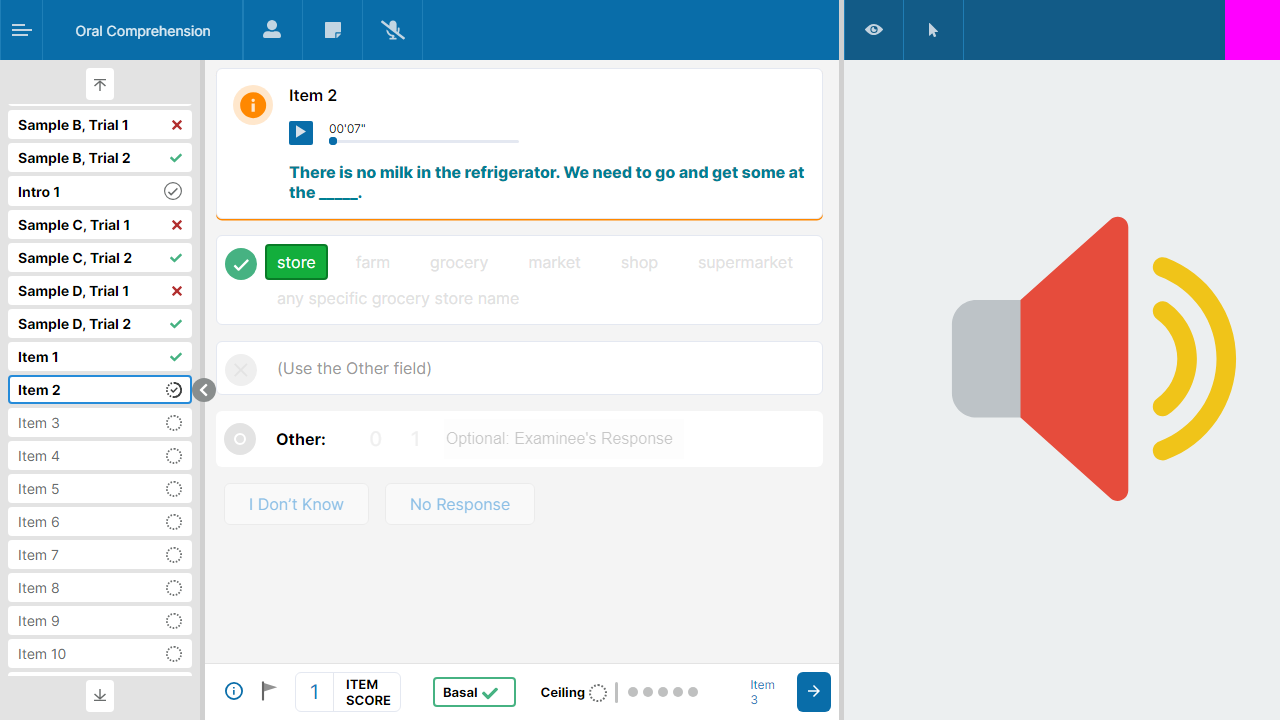 Oral Comprehension
Sample B, Trial 1
Sample B, Trial 2
Intro 1
Sample C, Trial 1
Sample C, Trial 2
Sample D, Trial 1
Sample D, Trial 2
Item 1
Item 2
Item 3
Item 4
Item 5
Item 6
Item 7
Item 8
Item 9
Item 10
Item 2
00'07"
There is no milk in the refrigerator. We need to go and get some at
the _____.
store farm grocery market shop supermarket
any specific grocery store name
(Use the Other field)
Other: 0 1 Optional: Examinee's Response
I Don't Know No Response
1 ITEM
SCORE
Basal
Ceiling
Item
3